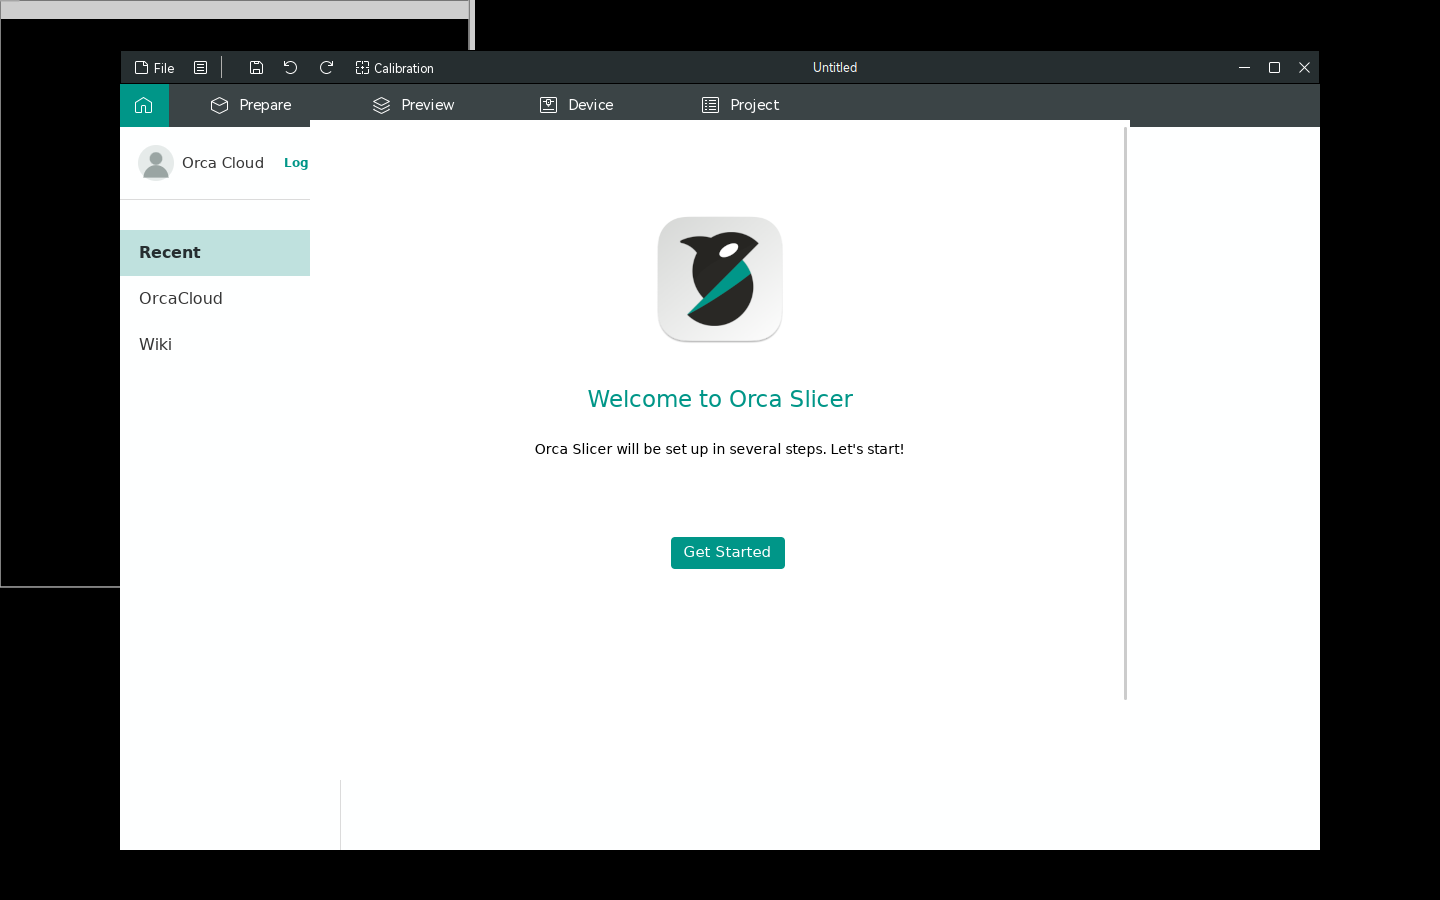 File
Calibration
Untitled
Prepare
Preview
Device
Project
Orca Cloud
Log
Recent
OrcaCloud
Wiki
Welcome to Orca Slicer
Orca Slicer will be set up in several steps. Let's start!
Get Started